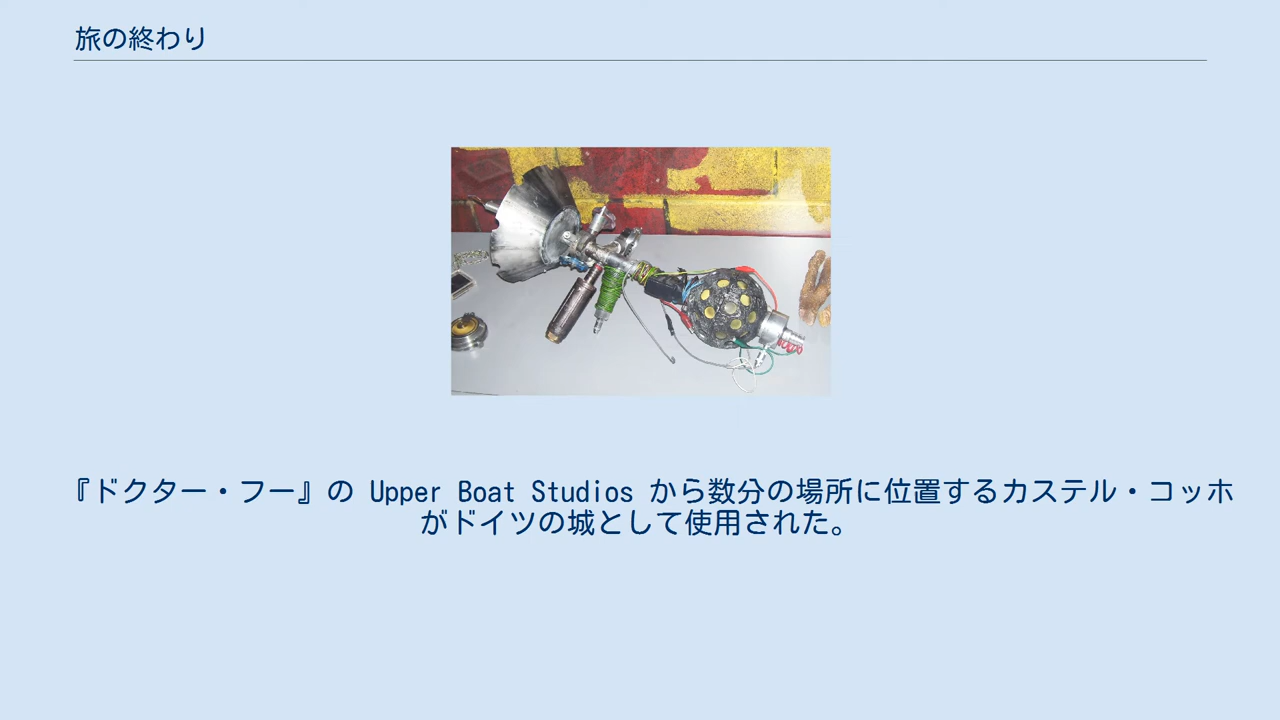 旅の終わり
『ドクター・フー』の Upper Boat Studios から数分の場所に位置するカステル・コッホ
がドイツの城として使用された。